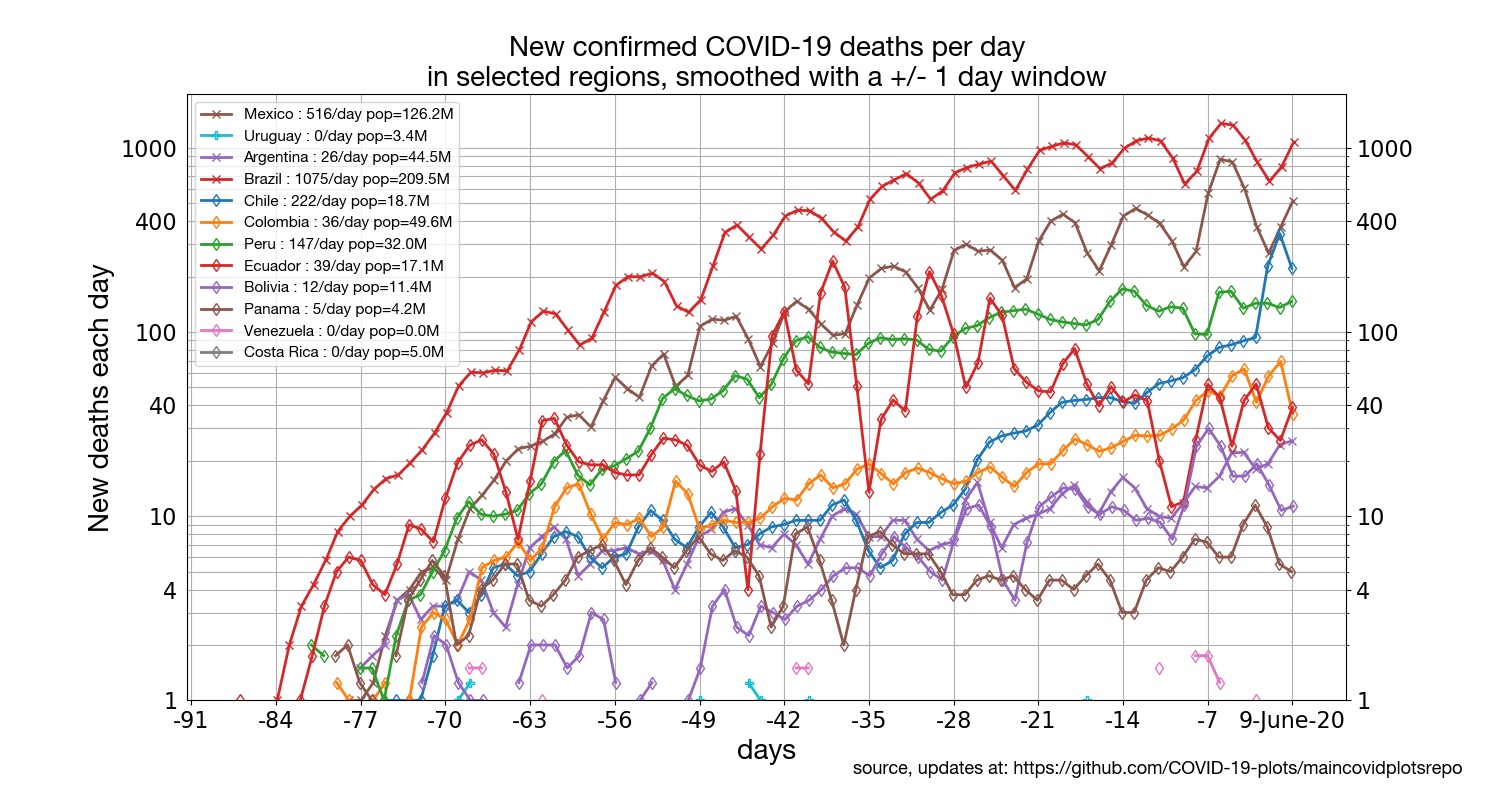 New confirmed COVID-19 deaths per day
in selected regions, smoothed with a +/- 1 day window
Mexico : 516/day pop=126.2M
Uruguay : 0/day pop=3.4M
Argentina : 26/day pop=44.5M
Brazil : 1075/day pop=209.5M
Chile : 222/day pop=18.7M
Colombia : 36/day pop=49.6M
Peru : 147/day pop=32.0M
Ecuador : 39/day pop=17.1M
Bolivia : 12/day pop=11.4M
Panama : 5/day pop=4.2M
Venezuela : 0/day pop=0.0M
Costa Rica : 0/day pop=5.0M
New deaths each day
1000
400
100
40
10
4
1
1000
400
100
40
10
4
1
-91 -84 -77 -70 -63 -56 -49 -42 -35 -28 -21 -14 -7 9-June-20
days
source, updates at: https://github.com/COVID-19-plots/maincovidplotsrepo